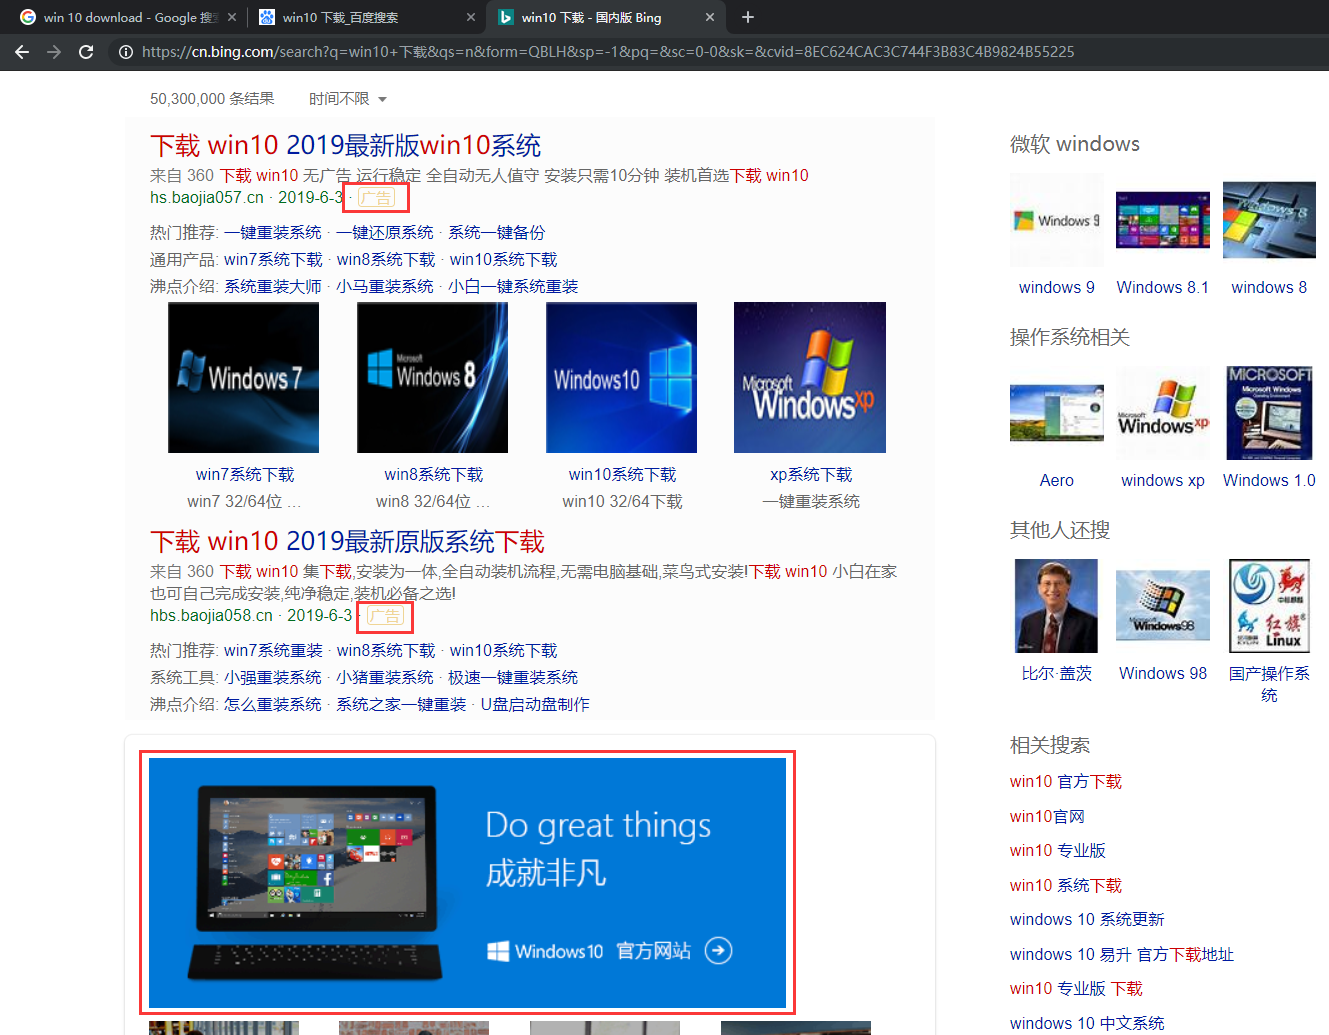 win 10 download - Google 搜
win10 下载_百度搜索
win10 下载 - 国内版 Bing
https://cn.bing.com/search?q=win10+下载&qs=n&form=QBLH&sp=-1&pq=&sc=0-0&sk=&cvid=8EC624CAC3C744F3B83C4B9824B55225
50,300,000 条结果 时间不限
下载 win10 2019最新版win10系统
来自 360 下载 win10 无广告 运行稳定 全自动无人值守 安装只需10分钟 装机首选下载 win10
hs.baojia057.cn · 2019-6-3 · 广告
热门推荐: 一键重装系统 · 一键还原系统 · 系统一键备份
通用产品: win7系统下载 · win8系统下载 · win10系统下载
沸点介绍: 系统重装大师 · 小马重装系统 · 小白一键系统重装
Windows 7
Microsoft
Windows 8
Windows10
Microsoft
Windows xp
win7系统下载
win7 32/64位 ...
win8系统下载
win8 32/64位 ...
win10系统下载
win10 32/64下载
xp系统下载
一键重装系统
下载 win10 2019最新原版系统下载
来自 360 下载 win10 集下载,安装为一体,全自动装机流程,无需电脑基础,菜鸟式安装!下载 win10 小白在家
也可自己完成安装,纯净稳定,装机必备之选!
hbs.baojia058.cn · 2019-6-3 · 广告
热门推荐: win7系统重装 · win8系统下载 · win10系统下载
系统工具: 小强重装系统 · 小猪重装系统 · 极速一键重装系统
沸点介绍: 怎么重装系统 · 系统之家一键重装 · U盘启动盘制作
Do great things
成就非凡
Windows10 官方网站
微软 windows
Windows 9
Windows 8
windows 9
Windows 8.1
windows 8
操作系统相关
Microsoft
Windows xp
MICROSOFT
Microsoft Windows
Aero
windows xp
Windows 1.0
其他人还搜
Windows98
中标麒麟
红旗
Linux
比尔·盖茨
Windows 98
国产操作系
统
相关搜索
win10 官方下载
win10官网
win10 专业版
win10 系统下载
windows 10 系统更新
windows 10 易升 官方下载地址
win10 专业版 下载
windows 10 中文系统